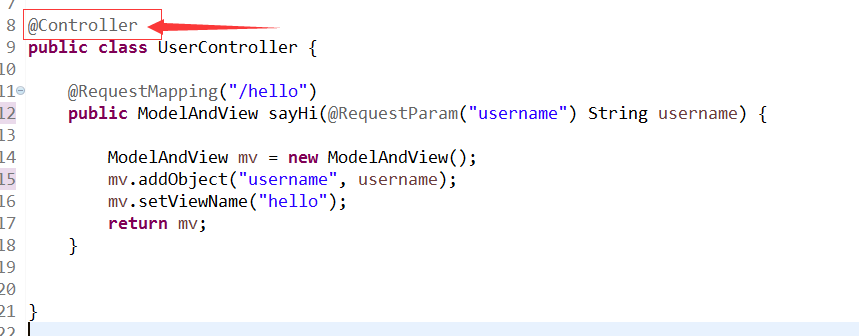 7
8 @Controller
9 public class UserController {
10
11 @RequestMapping("/hello")
12 public ModelAndView sayHi(@RequestParam("username") String username) {
13
14 ModelAndView mv = new ModelAndView();
15 mv.addObject("username", username);
16 mv.setViewName("hello");
17 return mv;
18 }
19
20
21 }
22